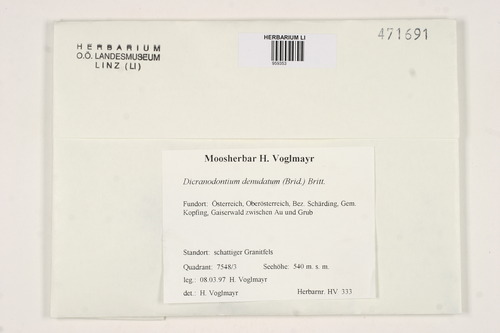 HERBARIUM
O.Ö. LANDESMUSEUM
LINZ (LI)
HERBARIUM LI
471691
Moosherbar H. Voglmayr
Dicranodontium denudatum (Brid.) Britt.
Fundort: Österreich, Oberösterreich, Bez. Schärding, Gem.
Kopfing, Gaiserwald zwischen Au und Grub
Standort: schattiger Granitfels
Quadrant: 7548/3 Seehöhe: 540 m. s. m.
leg.: 08.03.97 H. Voglmayr
det.: H. Voglmayr Herbarnr. HV 333